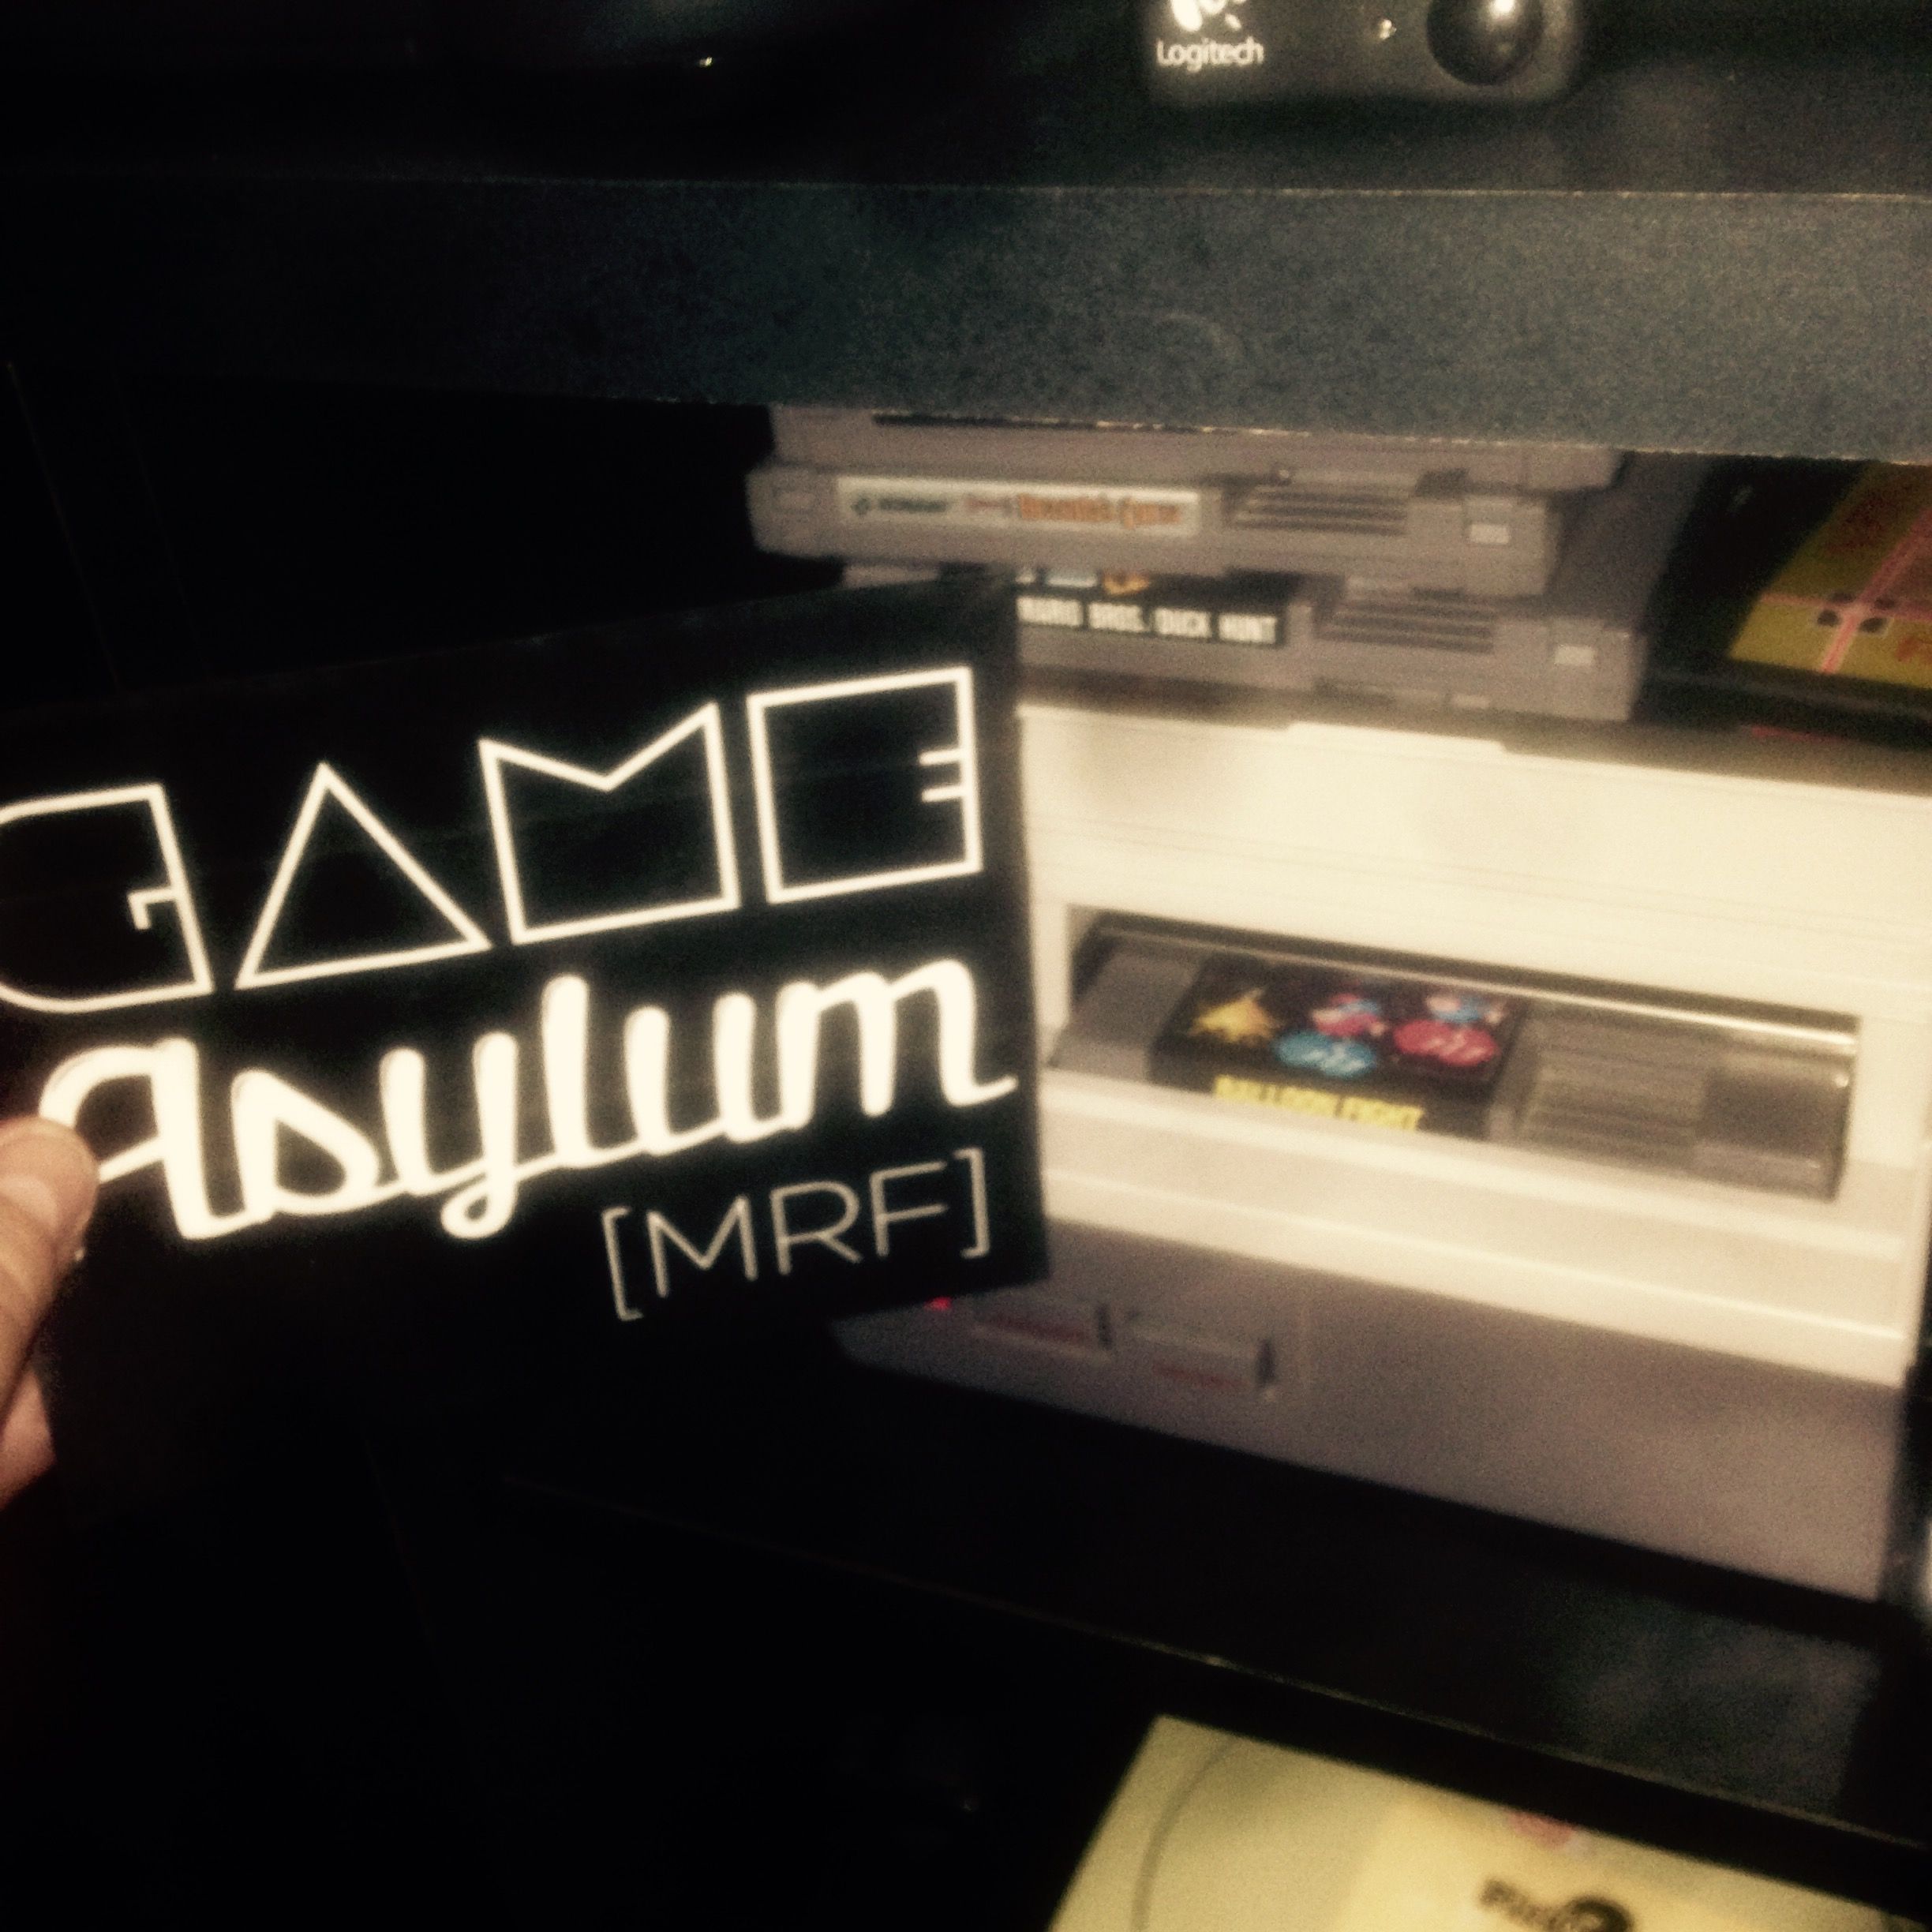 Logitech
MARIO BROS./DUCK HUNT
GAME
asylum
[MRF]
BALLOON FIGHT